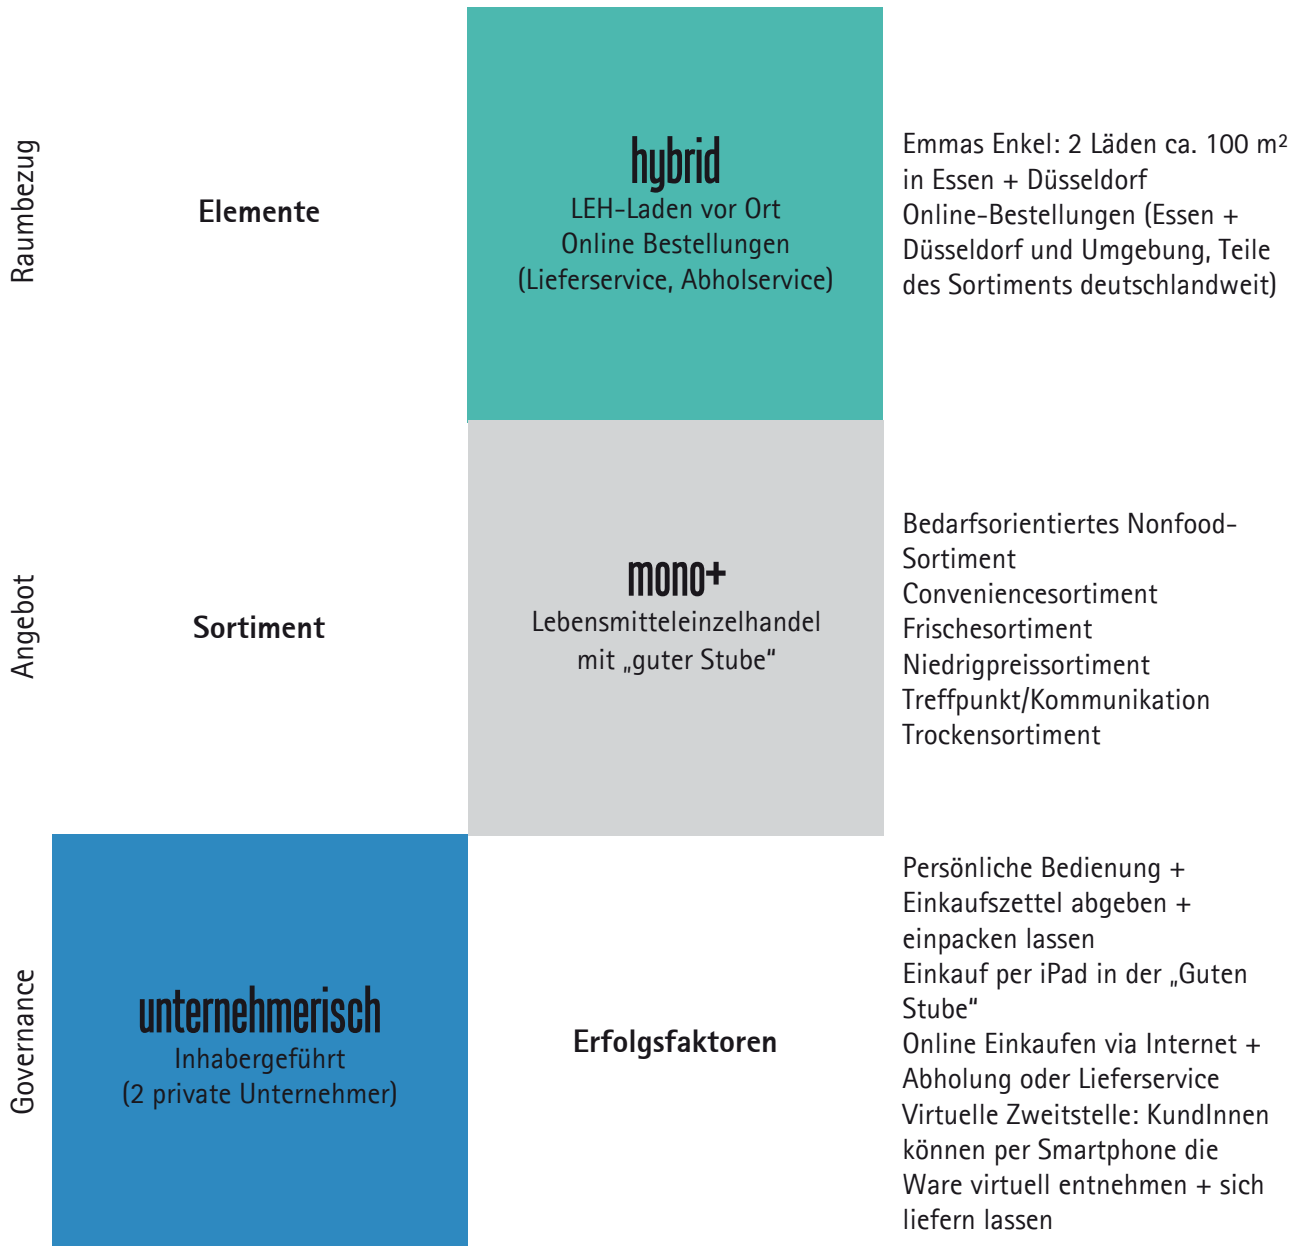 Raumbezug
Elemente
hybrid
LEH-Laden vor Ort
Online Bestellungen
(Lieferservice, Abholservice)
Emmas Enkel: 2 Läden ca. 100 m²
in Essen + Düsseldorf
Online-Bestellungen (Essen +
Düsseldorf und Umgebung, Teile
des Sortiments deutschlandweit)
Angebot
Sortiment
mono+
Lebensmitteleinzelhandel
mit „guter Stube“
Bedarfsorientiertes Nonfood-
Sortiment
Conveniencesortiment
Frischesortiment
Niedrigpreissortiment
Treffpunkt/Kommunikation
Trockensortiment
Governance
unternehmerisch
Inhabergeführt
(2 private Unternehmer)
Erfolgsfaktoren
Persönliche Bedienung +
Einkaufszettel abgeben +
einpacken lassen
Einkauf per iPad in der „Guten
Stube“
Online Einkaufen via Internet +
Abholung oder Lieferservice
Virtuelle Zweitstelle: KundInnen
können per Smartphone die
Ware virtuell entnehmen + sich
liefern lassen